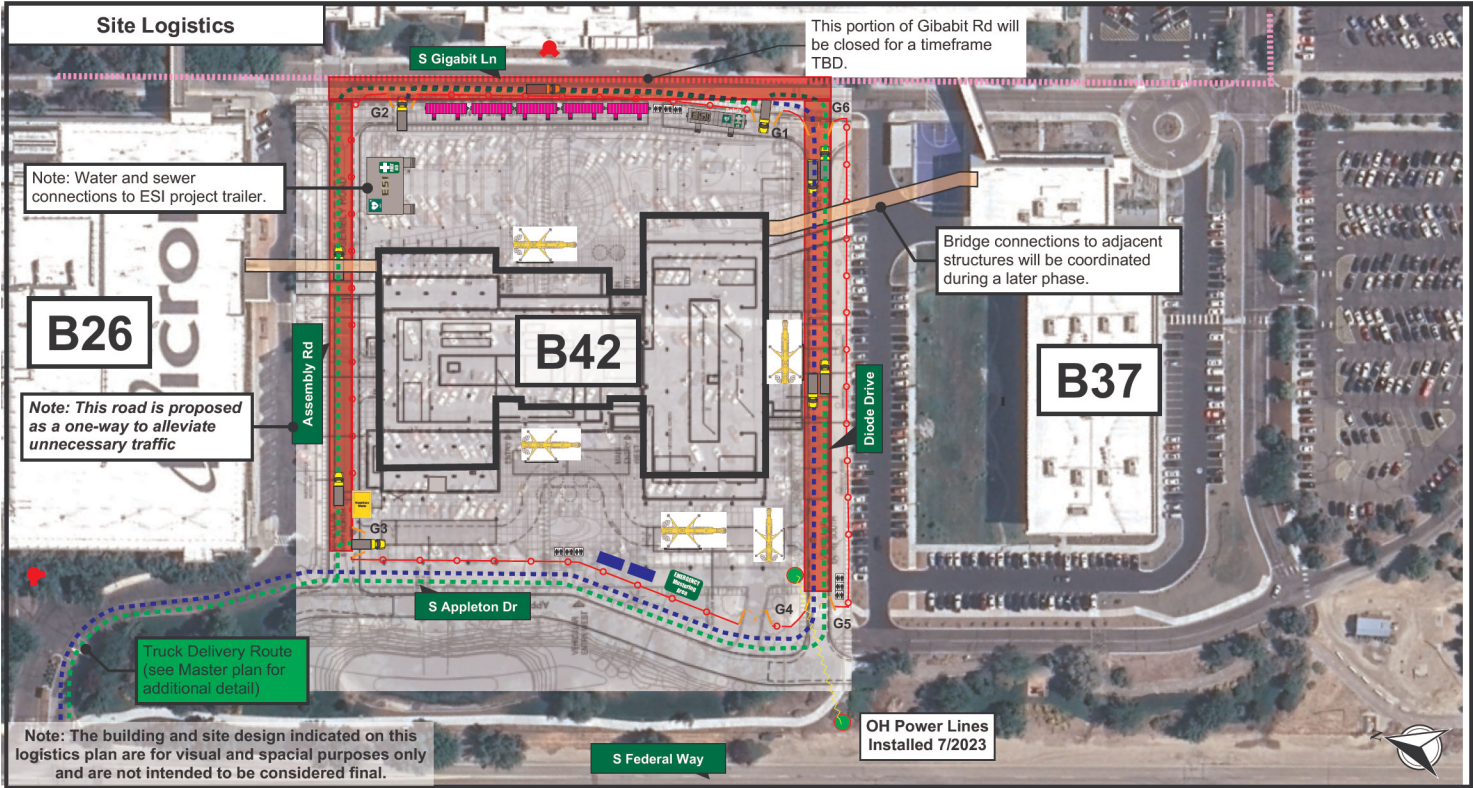 Site Logistics
This portion of Gibabit Rd will
be closed for a timeframe
TBD.
S Gigabit Ln
G2
G1
G6
Note: Water and sewer
connections to ESI project trailer.
ESI
Bridge connections to adjacent
structures will be coordinated
during a later phase.
B26
B42
B37
Assembly Rd
Diode Drive
Note: This road is proposed
as a one-way to alleviate
unnecessary traffic
G3
EMERGENCY
Mustering
Area
S Appleton Dr
G4
G5
Truck Delivery Route
(see Master plan for
additional detail)
Note: The building and site design indicated on this
logistics plan are for visual and spacial purposes only
and are not intended to be considered final.
OH Power Lines
Installed 7/2023
S Federal Way
N